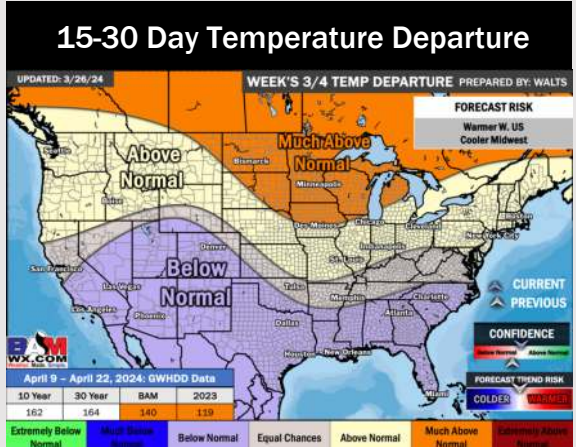 15-30 Day Temperature Departure
UPDATED: 3/26/24
WEEK'S 3/4 TEMP DEPARTURE PREPARED BY: WALTS
FORECAST RISK
Warmer W. US
Cooler Midwest
Seattle
Above
Normal
Bismarck
Much Above
Normal
Minneapolis
Boise
Des Moines
Chicago
Cleveland
Boston
New York City
Indianapolis
St Louis
Denver
San Francisco
Below
Normal
Las Vegas
Los Angeles
Phoenix
Tulsa
Memphis
Charlotte
Atlanta
Dallas
Houston
New Orleans
Miami
CURRENT
PREVIOUS
CONFIDENCE
Below Normal Above Normal
FORECAST TREND RISK
COLDER WARMER
BAM
WX.COM
Weather Made Simple.
April 9 – April 22, 2024: GWHDD Data
10 Year 30 Year BAM 2023
162 164 140 119
Extremely Below Normal
Much Below Normal
Below Normal
Equal Chances
Above Normal
Much Above Normal
Extremely Above Normal